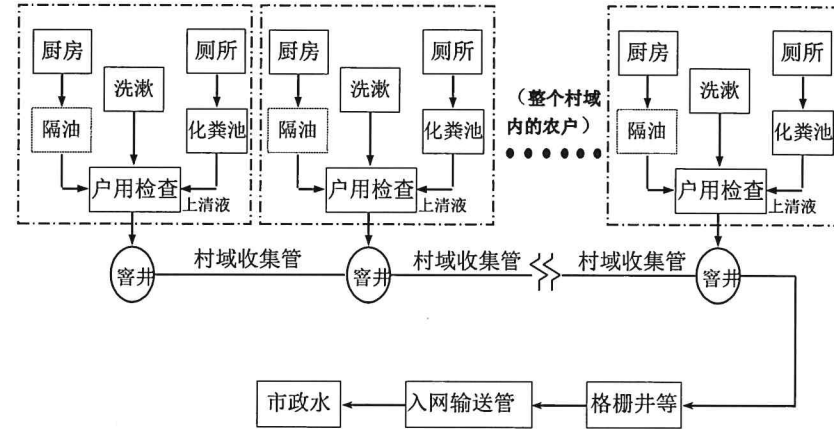 厨房
厕所
洗漱
隔油
化粪池
户用检查
上清液
厨房
厕所
洗漱
隔油
化粪池
户用检查
上清液
（整个村域
内的农户）
厨房
厕所
洗漱
隔油
化粪池
户用检查
上清液
窨井
村域收集管
窨井
村域收集管
村域收集管
窨井
市政水
入网输送管
格栅井等